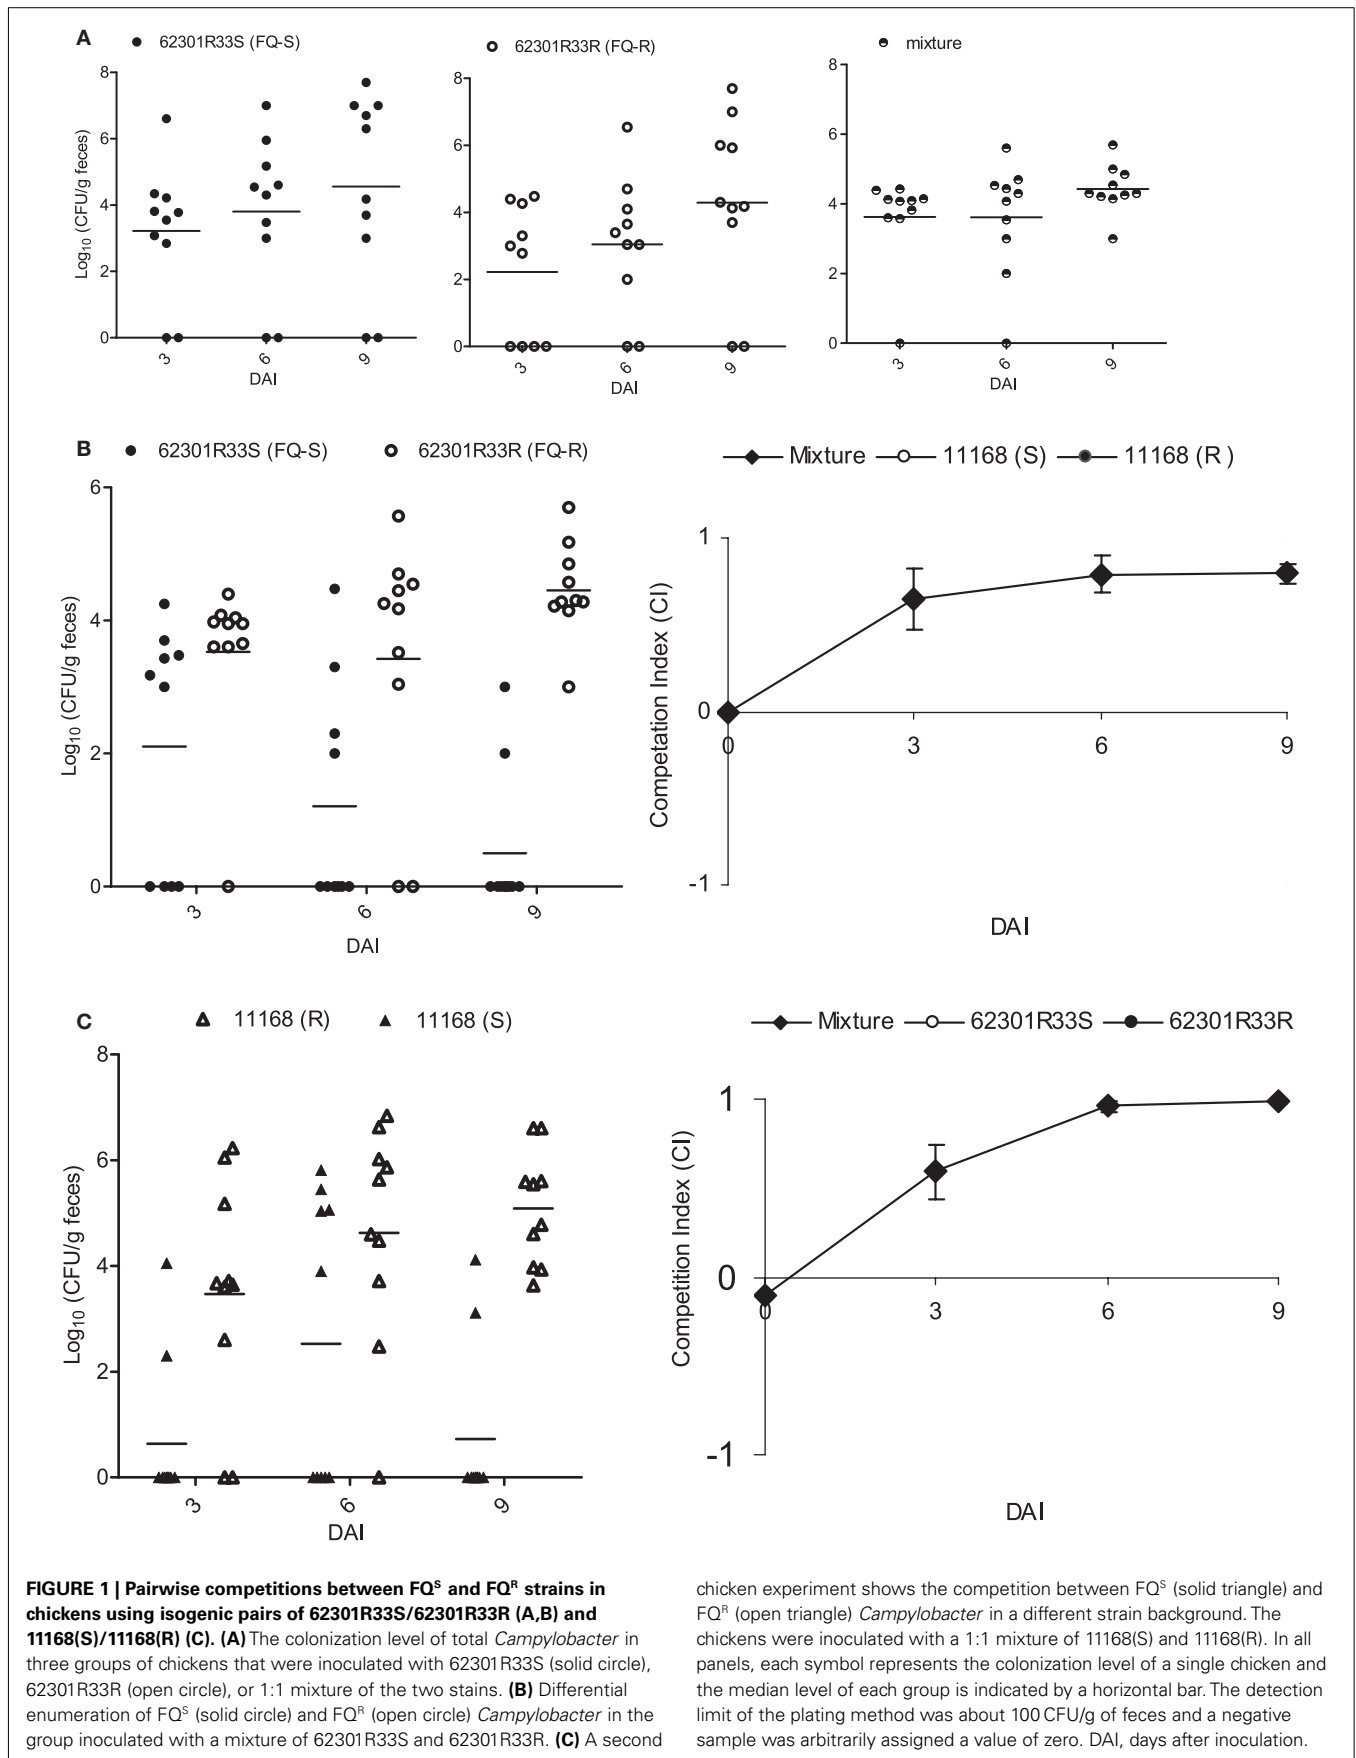 A
62301R33S (FQ-S)
62301R33R (FQ-R)
mixture
Log10 (CFU/g feces)
8
6
4
2
0
3
6
9
DAI
8
6
4
2
0
3
6
9
DAI
8
6
4
2
0
3
6
9
DAI
B
62301R33S (FQ-S)
62301R33R (FQ-R)
Log10 (CFU/g feces)
6
4
2
0
3
6
9
DAI
Mixture
11168 (S)
11168 (R )
Competation Index (CI)
1
0
-1
0
3
6
9
DAI
C
11168 (R)
11168 (S)
Log10 (CFU/g feces)
8
6
4
2
0
3
6
9
DAI
Mixture
62301R33S
62301R33R
Competition Index (CI)
1
0
-1
0
3
6
9
DAI
FIGURE 1 | Pairwise competitions between FQS and FQR strains in
chickens using isogenic pairs of 62301R33S/62301R33R (A,B) and
11168(S)/11168(R) (C). (A) The colonization level of total Campylobacter in
three groups of chickens that were inoculated with 62301R33S (solid circle),
62301R33R (open circle), or 1:1 mixture of the two stains. (B) Differential
enumeration of FQS (solid circle) and FQR (open circle) Campylobacter in the
group inoculated with a mixture of 62301R33S and 62301R33R. (C) A second
chicken experiment shows the competition between FQS (solid triangle) and
FQR (open triangle) Campylobacter in a different strain background. The
chickens were inoculated with a 1:1 mixture of 11168(S) and 11168(R). In all
panels, each symbol represents the colonization level of a single chicken and
the median level of each group is indicated by a horizontal bar. The detection
limit of the plating method was about 100 CFU/g of feces and a negative
sample was arbitrarily assigned a value of zero. DAI, days after inoculation.